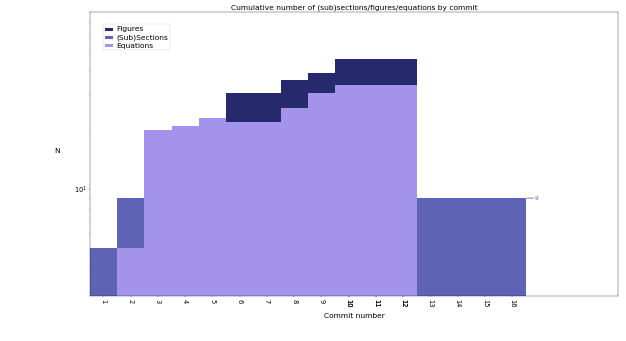 Cumulative number of (sub)sections/figures/equations by commit
Figures
(Sub)Sections
Equations
N
10¹
9
1 2 3 4 5 6 7 8 9 10 11 12 13 14 15 16
Commit number